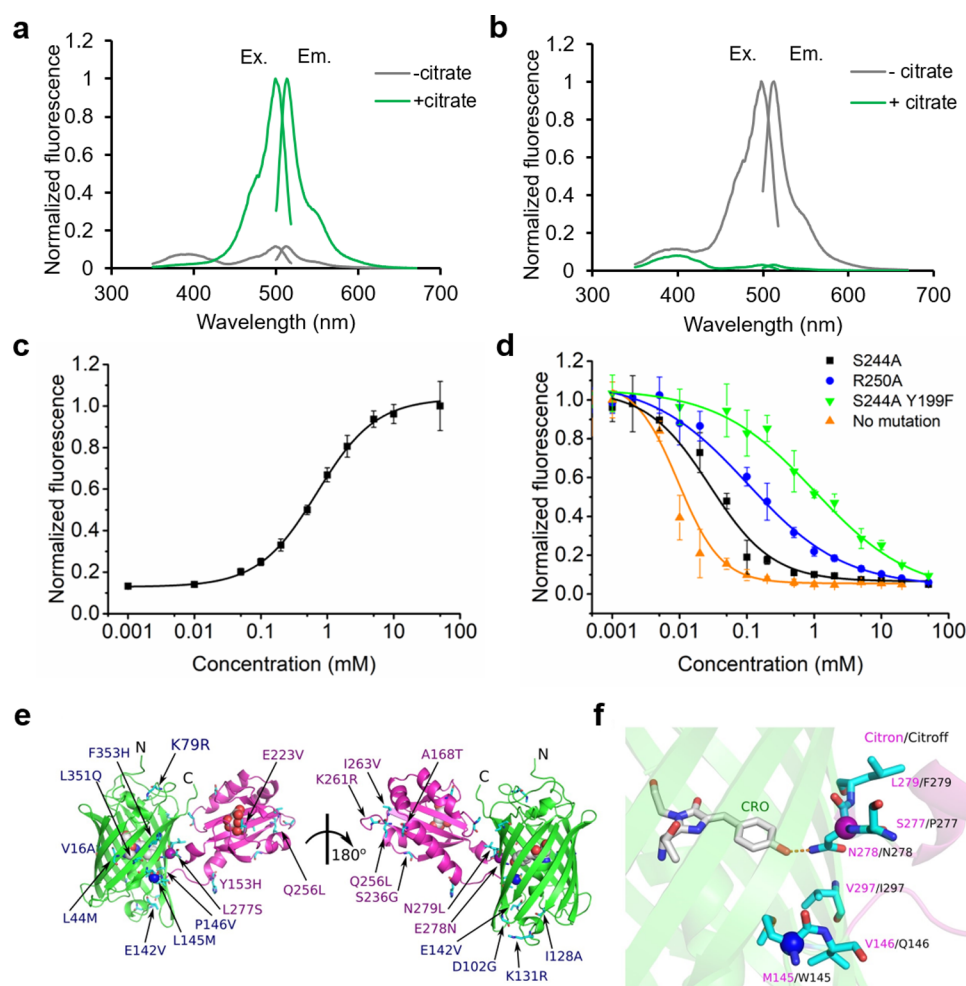 a
Ex. Em.
-citrate
+citrate
Normalized fluorescence
1.2
1
0.8
0.6
0.4
0.2
0
300 400 500 600 700
Wavelength (nm)
b
Ex. Em.
- citrate
+ citrate
Normalized fluorescence
1.2
1
0.8
0.6
0.4
0.2
0
300 400 500 600 700
Wavelength (nm)
c
Normalized fluorescence
1.2
1.0
0.8
0.6
0.4
0.2
0.0
0.001 0.01 0.1 1 10 100
Concentration (mM)
d
S244A
R250A
S244A Y199F
No mutation
Normalized fluorescence
1.2
1.0
0.8
0.6
0.4
0.2
0.0
0.001 0.01 0.1 1 10 100
Concentration (mM)
e
N
F353H
K79R
E223V
L351Q
C
V16A
Y153H
Q256L
L44M
L277S
P146V
E142V
L145M
180º
I263V
A168T
N
K261R
C
Q256L
S236G
N279L
E278N
E142V
I128A
D102G
K131R
f
Citron/Citroff
CRO
L279/F279
S277/P277
N278/N278
V297/I297
V146/Q146
M145/W145